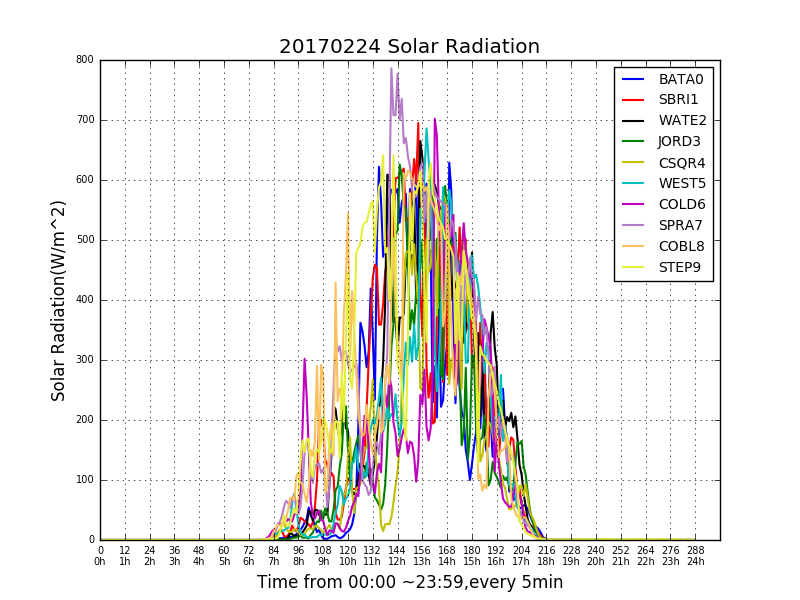 20170224 Solar Radiation
800
700
600
500
400
300
200
100
0
Solar Radiation(W/m^2)
BATA0
SBRI1
WATE2
JORD3
CSQR4
WEST5
COLD6
SPRA7
COBL8
STEP9
0 12 24 36 48 60 72 84 96 108 120 132 144 156 168 180 192 204 216 228 240 252 264 276 288
0h 1h 2h 3h 4h 5h 6h 7h 8h 9h 10h 11h 12h 13h 14h 15h 16h 17h 18h 19h 20h 21h 22h 23h 24h
Time from 00:00 ~23:59,every 5min